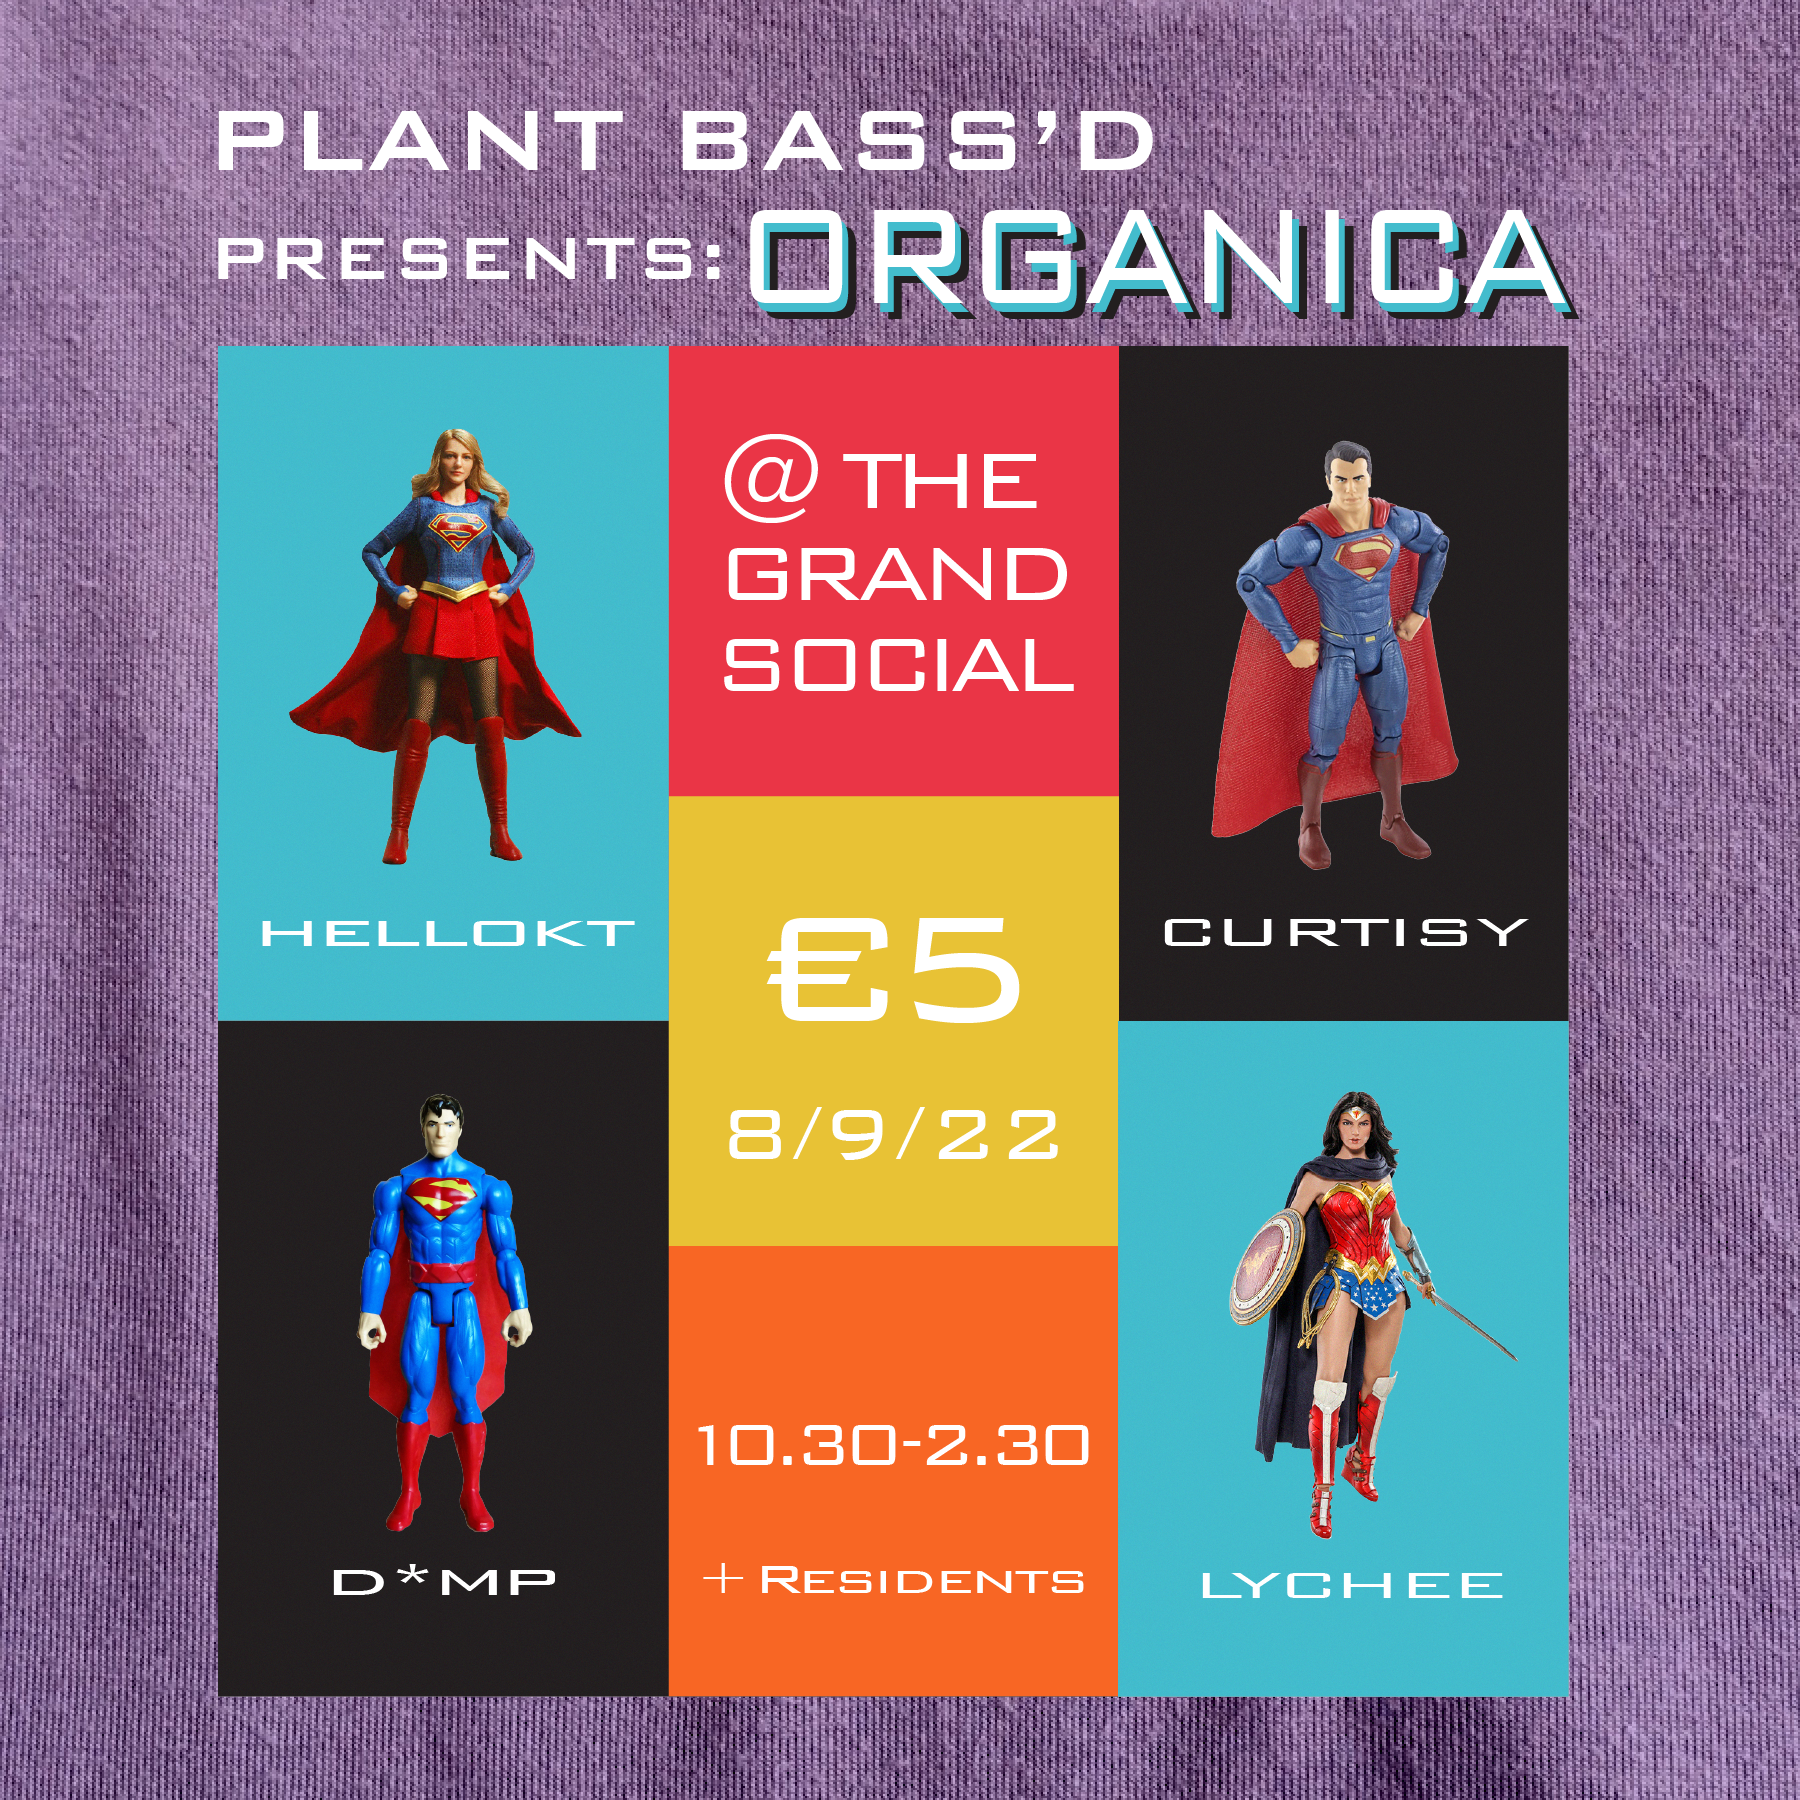 PLANT BASS'D
PRESENTS: ORGANICA
@ THE
GRAND
SOCIAL
HELLOKT
CURTISY
€5
8/9/22
10.30-2.30
+ RESIDENTS
D*MP
LYCHEE